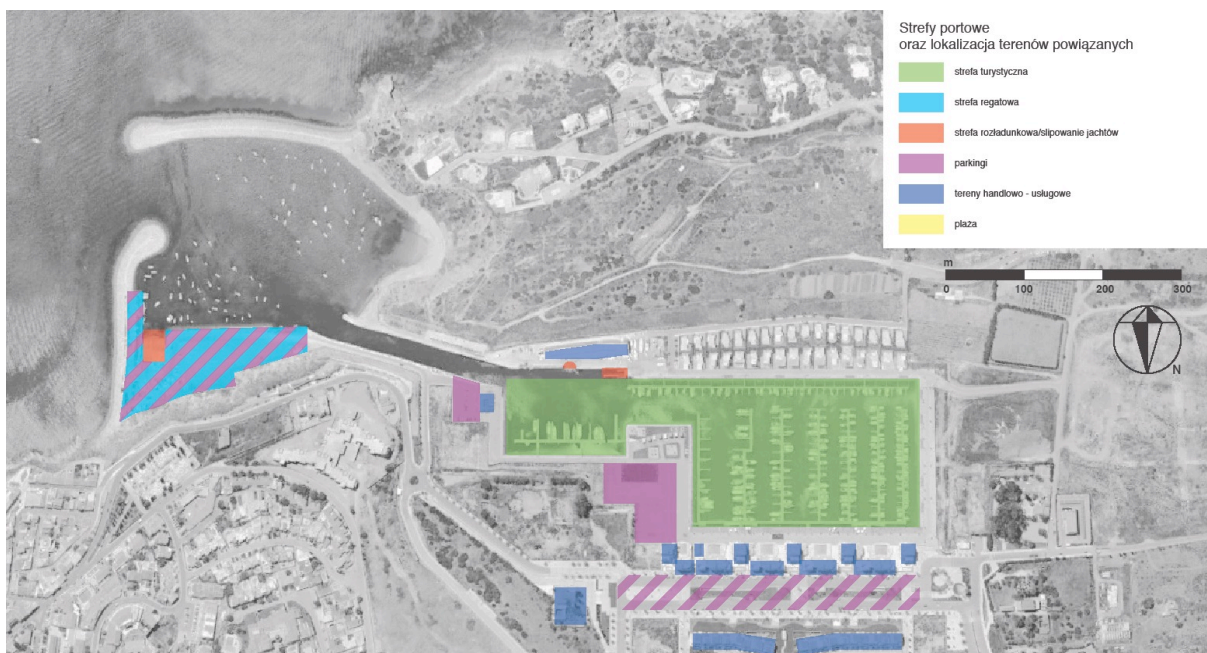 Strefy portowe
oraz lokalizacja terenów powiązanych
strefa turystyczna
strefa regatowa
strefa rozładunkowa/slipowanie jachtów
parkingi
tereny handlowo - usługowe
plaża
m
0 100 200 300
N